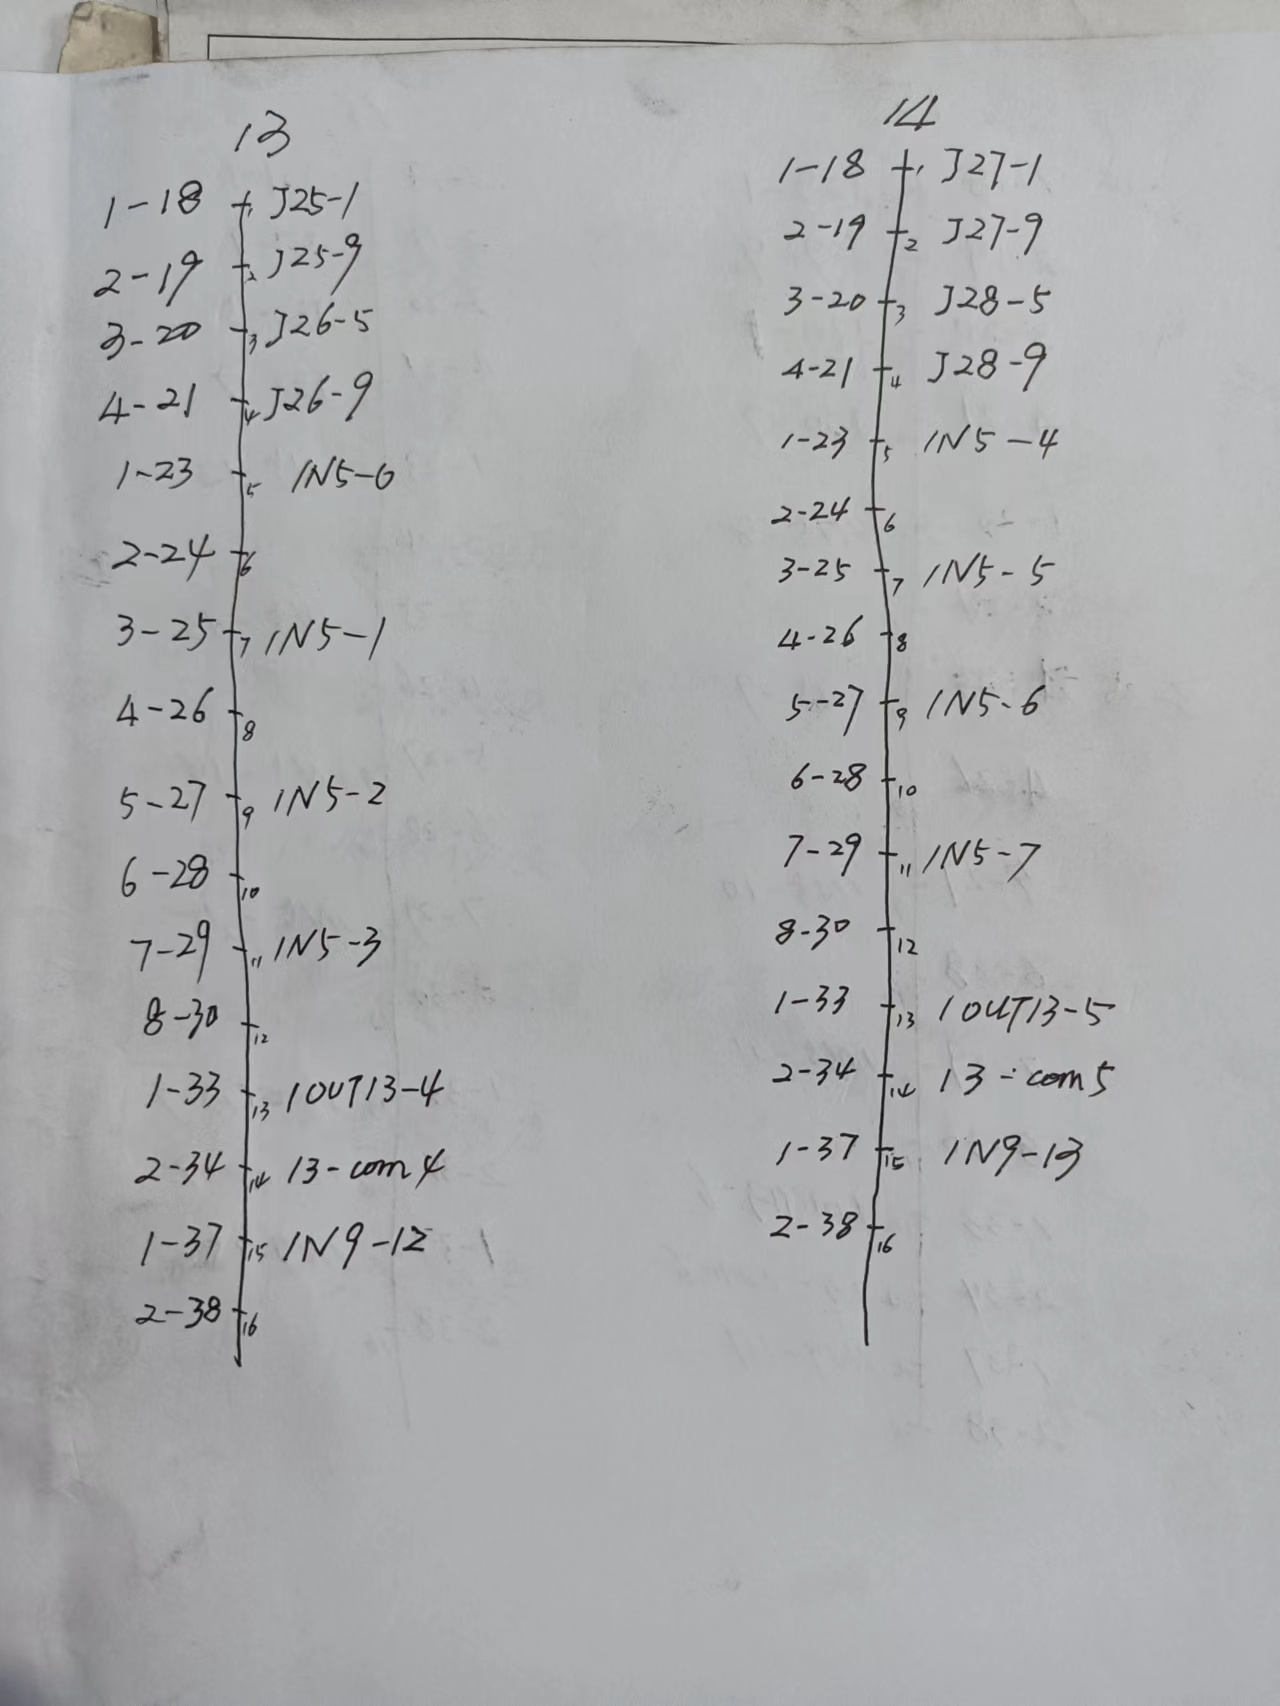 13
1-18 1 J25-1
2-19 2 J25-9
3-20 3 J26-5
4-21 4 J26-9
1-23 5 IN5-0
2-24 6
3-25 7 IN5-1
4-26 8
5-27 9 IN5-2
6-28 10
7-29 11 IN5-3
8-30 12
1-33 13 IOUT13-4
2-34 14 13-com4
1-37 15 IN9-12
2-38 16
14
1-18 1 J27-1
2-19 2 J27-9
3-20 3 J28-5
4-21 4 J28-9
1-23 5 IN5-4
2-24 6
3-25 7 IN5-5
4-26 8
5-27 9 IN5-6
6-28 10
7-29 11 IN5-7
8-30 12
1-33 13 IOUT13-5
2-34 14 13-com5
1-37 15 IN9-13
2-38 16